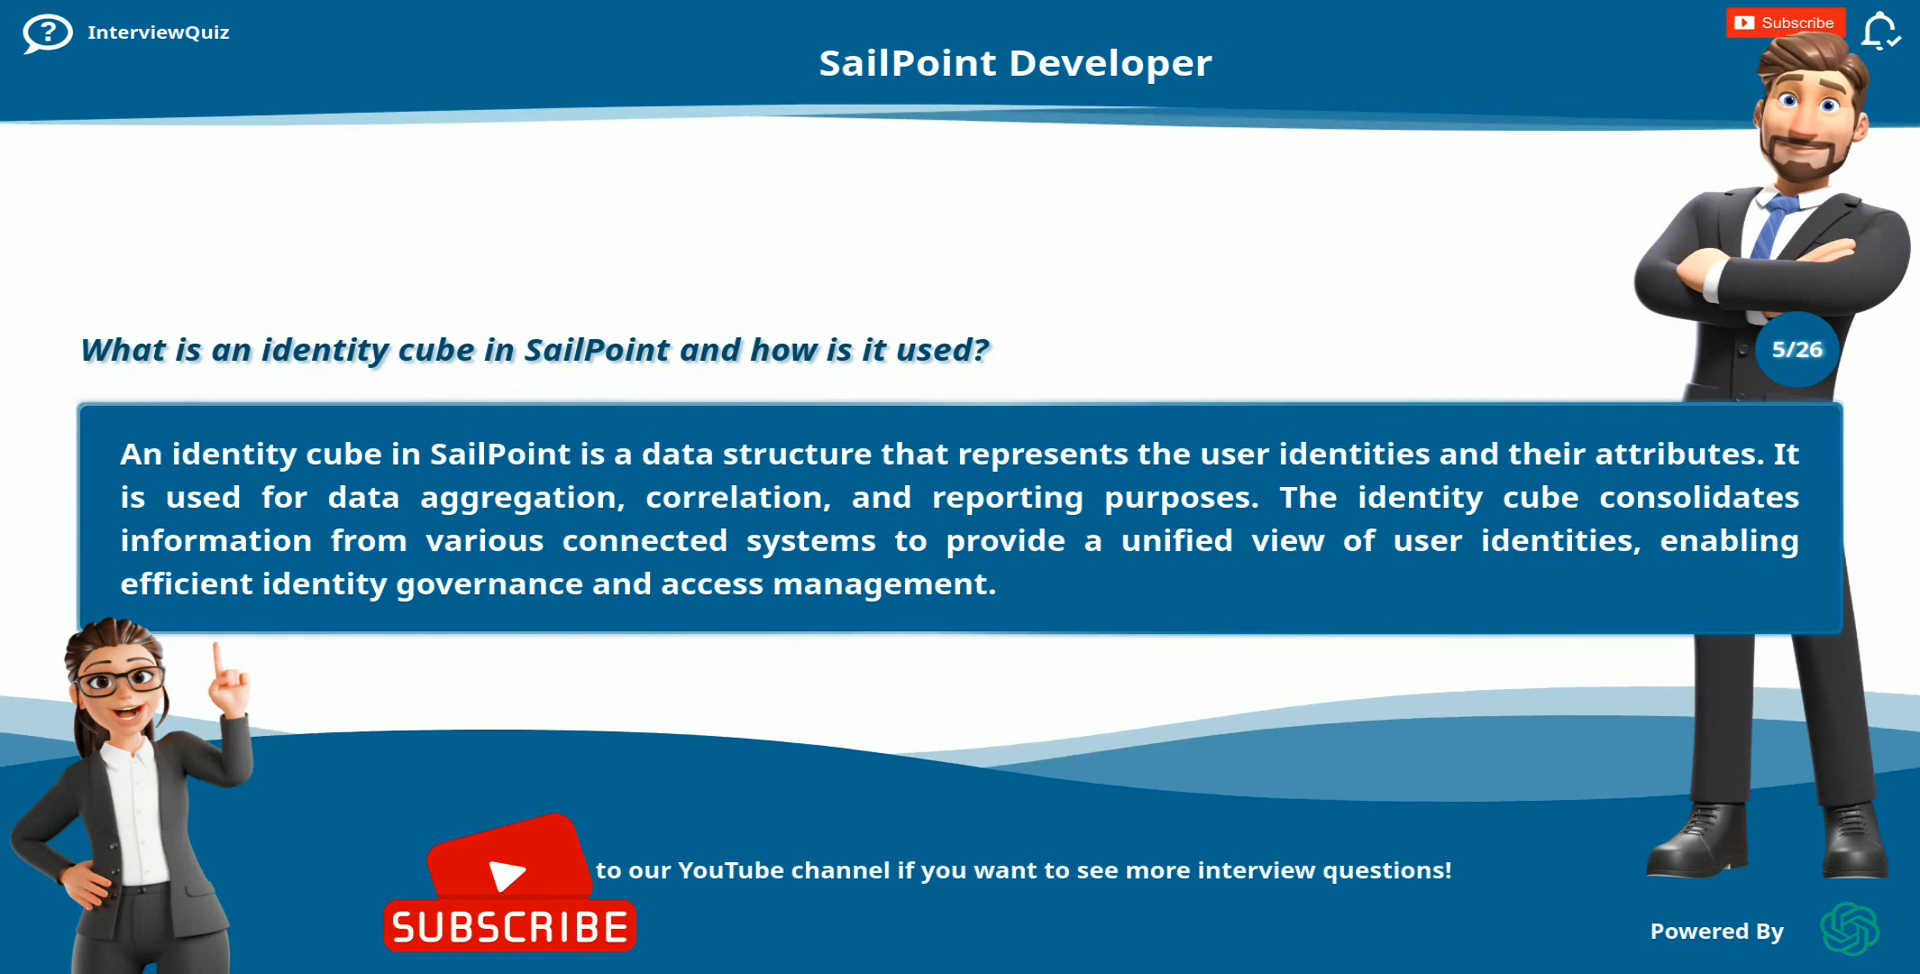 InterviewQuiz
Subscribe
SailPoint Developer
What is an identity cube in SailPoint and how is it used?
5/26
An identity cube in SailPoint is a data structure that represents the user identities and their attributes. It
is used for data aggregation, correlation, and reporting purposes. The identity cube consolidates
information from various connected systems to provide a unified view of user identities, enabling
efficient identity governance and access management.
to our YouTube channel if you want to see more interview questions!
SUBSCRIBE
Powered By